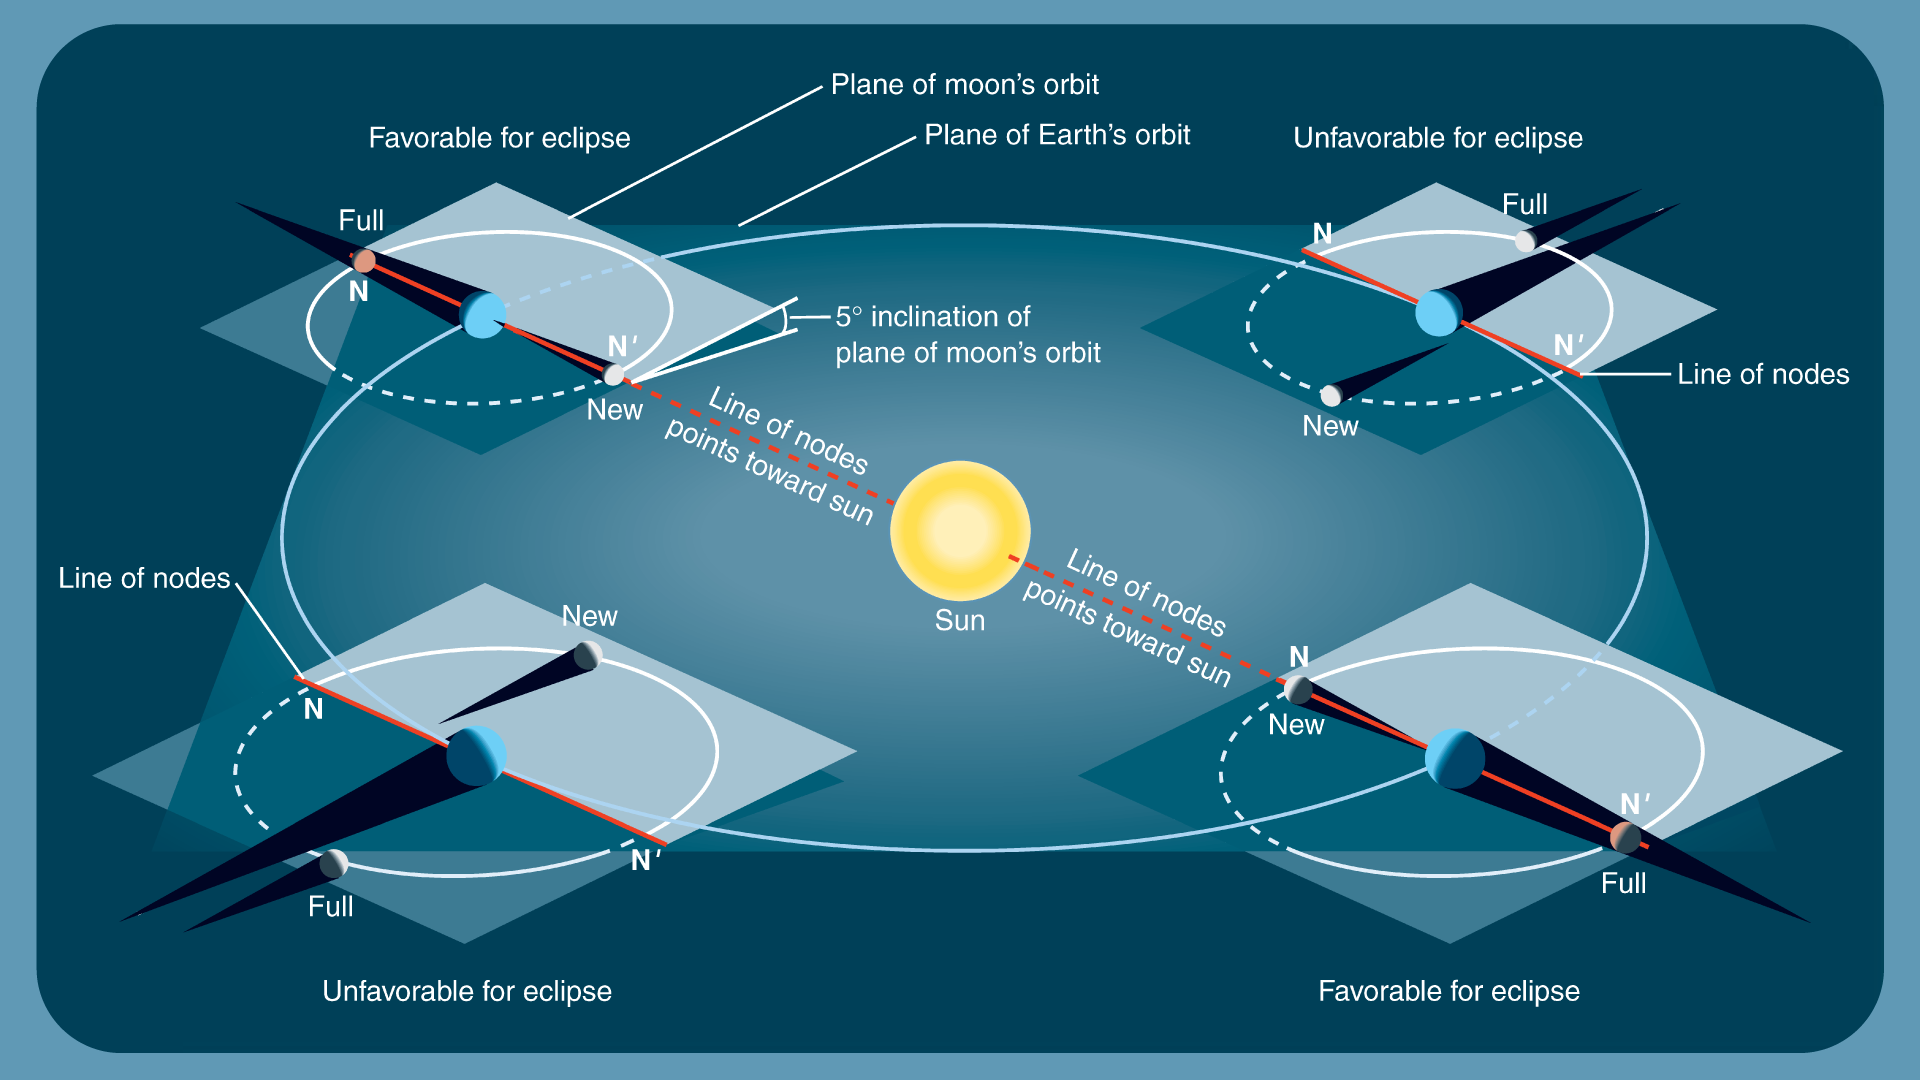 Plane of moon’s orbit
Plane of Earth’s orbit
Favorable for eclipse
Unfavorable for eclipse
Full
N
N′
New
5° inclination of
plane of moon’s orbit
Full
N
N′
New
Line of nodes
Line of nodes
points toward sun
Sun
Line of nodes
points toward sun
Line of nodes
New
N
N′
Full
N
New
N′
Full
Unfavorable for eclipse
Favorable for eclipse